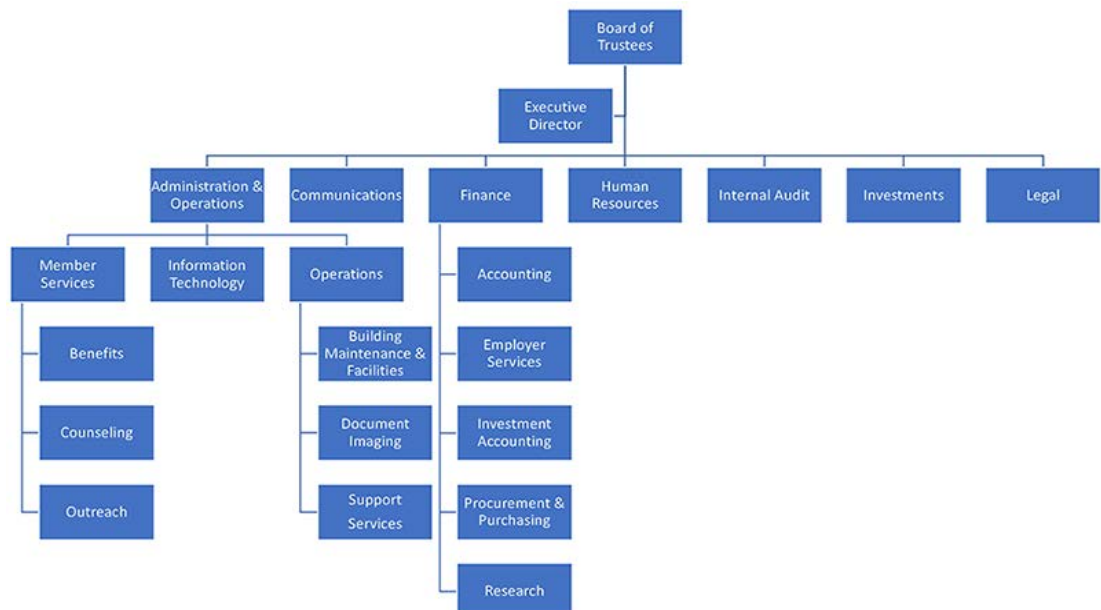 Board of
Trustees
Executive
Director
Administration &
Operations
Communications
Finance
Human
Resources
Internal Audit
Investments
Legal
Member
Services
Information
Technology
Operations
Accounting
Benefits
Building
Maintenance &
Facilities
Employer
Services
Counseling
Document
Imaging
Investment
Accounting
Outreach
Support
Services
Procurement &
Purchasing
Research